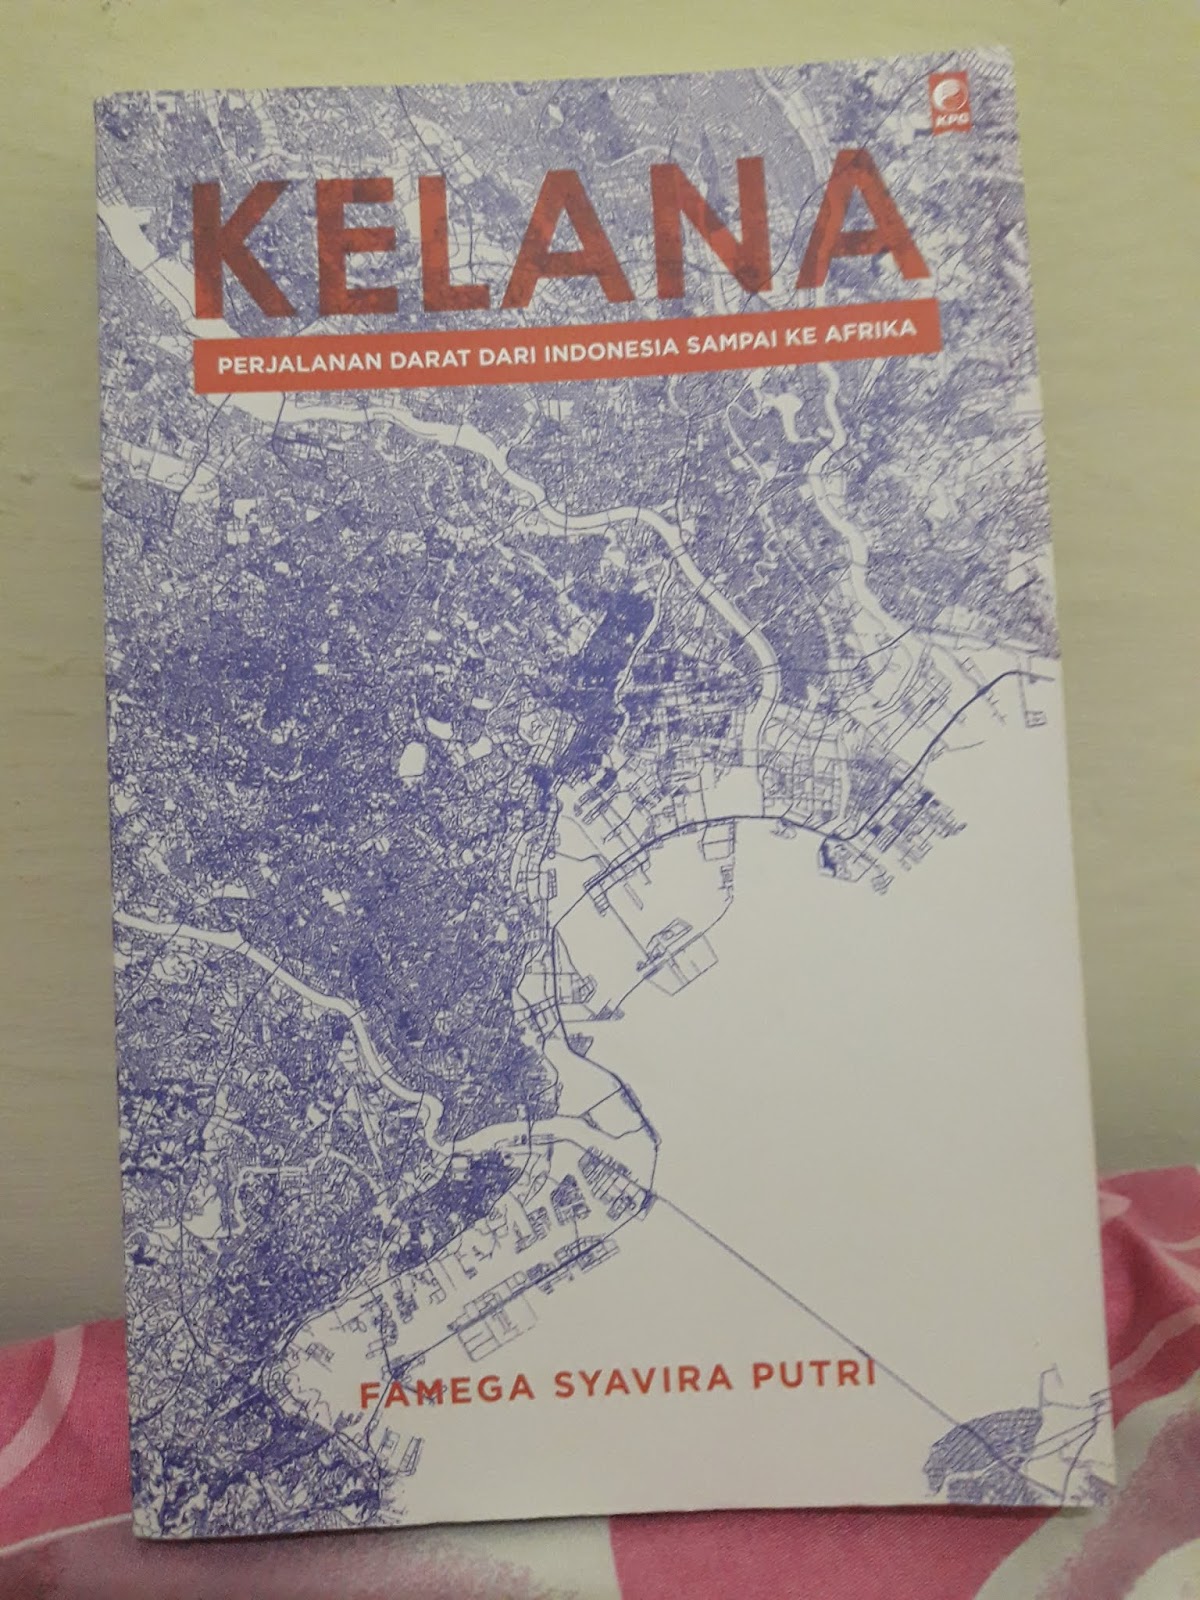 KPG
KELANA
PERJALANAN DARAT DARI INDONESIA SAMPAI KE AFRIKA
FAMEGA SYAVIRA PUTRI